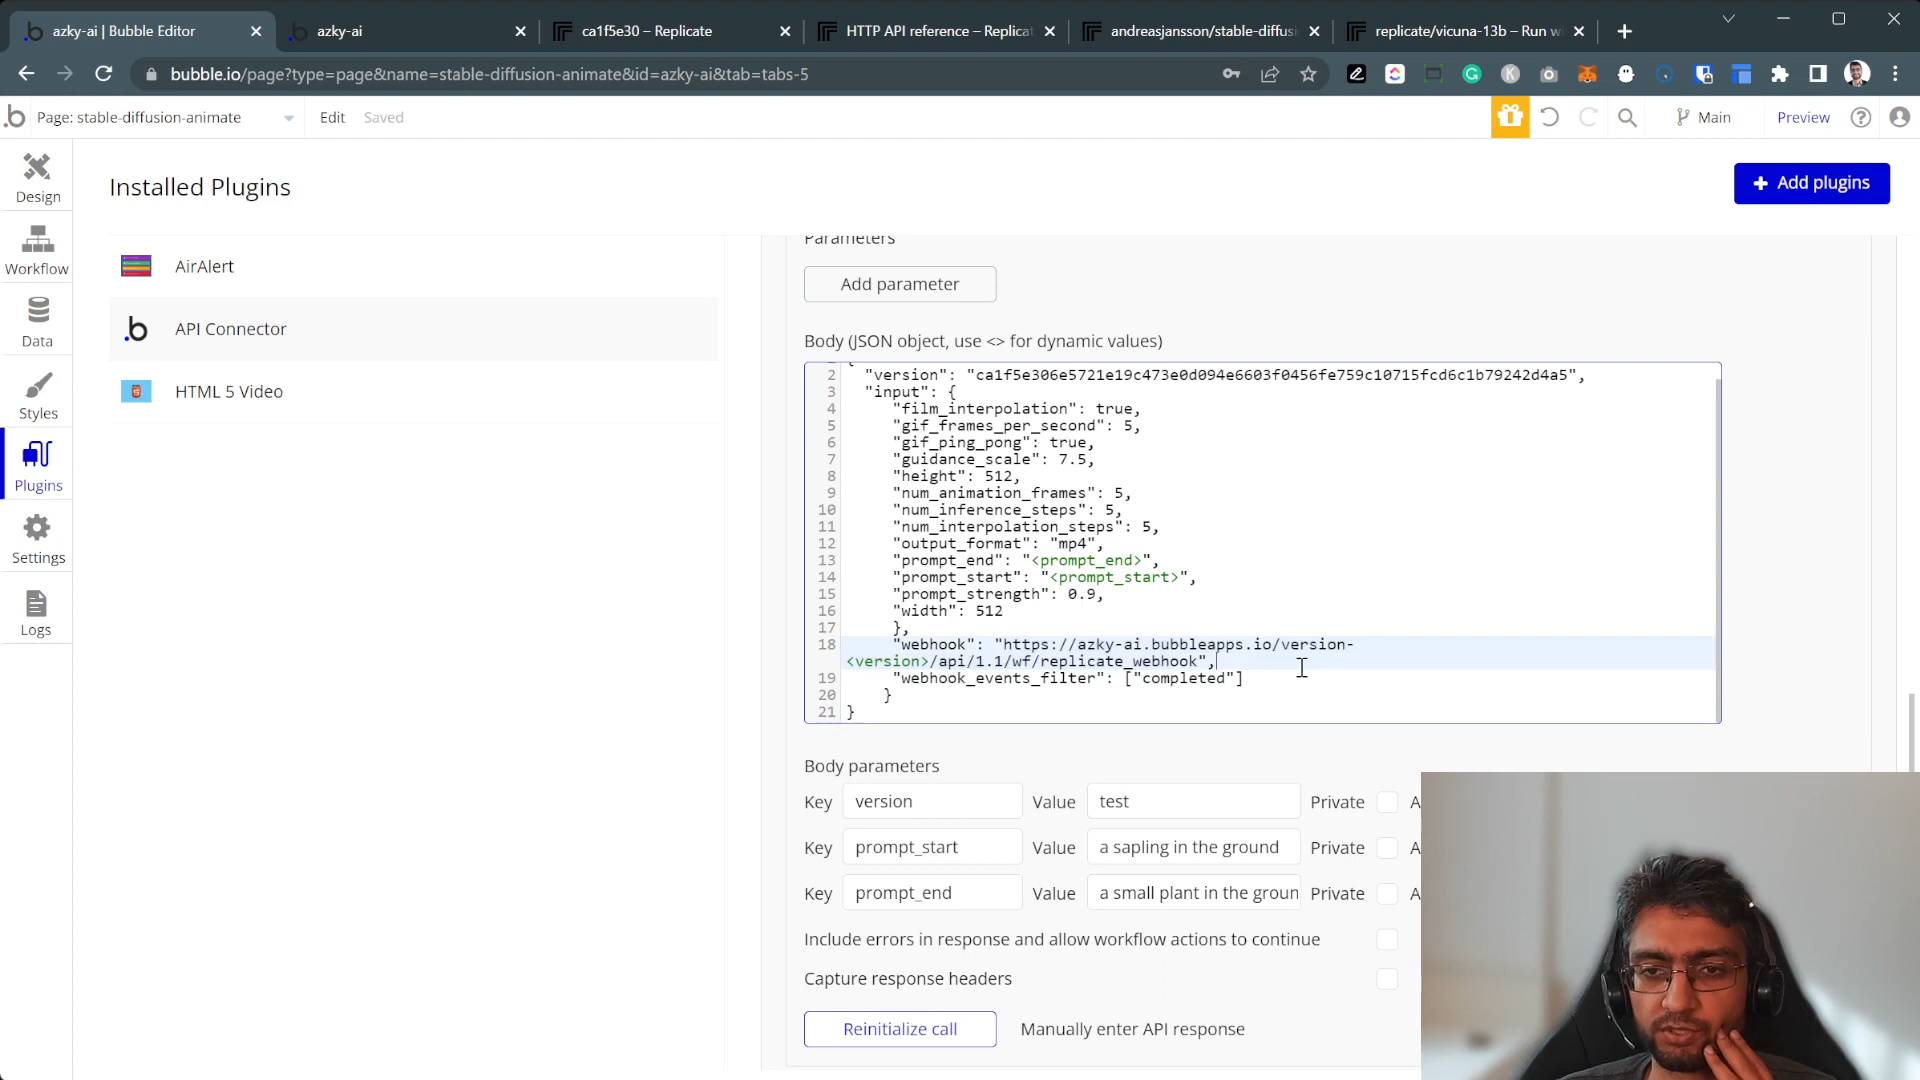 azky-ai | Bubble Editor
azky-ai
ca1f5e30 – Replicate
HTTP API reference – Replicat
andreasjansson/stable-diffusi
replicate/vicuna-13b – Run w
bubble.io/page?type=page&name=stable-diffusion-animate&id=azky-ai&tab=tabs-5
Page: stable-diffusion-animate
Edit
Saved
Main
Preview
Design
Workflow
Data
Styles
Plugins
Settings
Logs
Installed Plugins
Add plugins
AirAlert
API Connector
HTML 5 Video
Parameters
Add parameter
Body (JSON object, use <> for dynamic values)
2 "version": "ca1f5e306e5721e19c473e0d094e6603f0456fe759c10715fcd6c1b79242d4a5",
3 "input": {
4 "film_interpolation": true,
5 "gif_frames_per_second": 5,
6 "gif_ping_pong": true,
7 "guidance_scale": 7.5,
8 "height": 512,
9 "num_animation_frames": 5,
10 "num_inference_steps": 5,
11 "num_interpolation_steps": 5,
12 "output_format": "mp4",
13 "prompt_end": "<prompt_end>",
14 "prompt_start": "<prompt_start>",
15 "prompt_strength": 0.9,
16 "width": 512
17 },
18 "webhook": "https://azky-ai.bubbleapps.io/version-
<version>/api/1.1/wf/replicate_webhook",
19 "webhook_events_filter": ["completed"]
20 }
21 }
Body parameters
Key version Value test Private A
Key prompt_start Value a sapling in the ground Private A
Key prompt_end Value a small plant in the groun Private A
Include errors in response and allow workflow actions to continue
Capture response headers
Reinitialize call
Manually enter API response